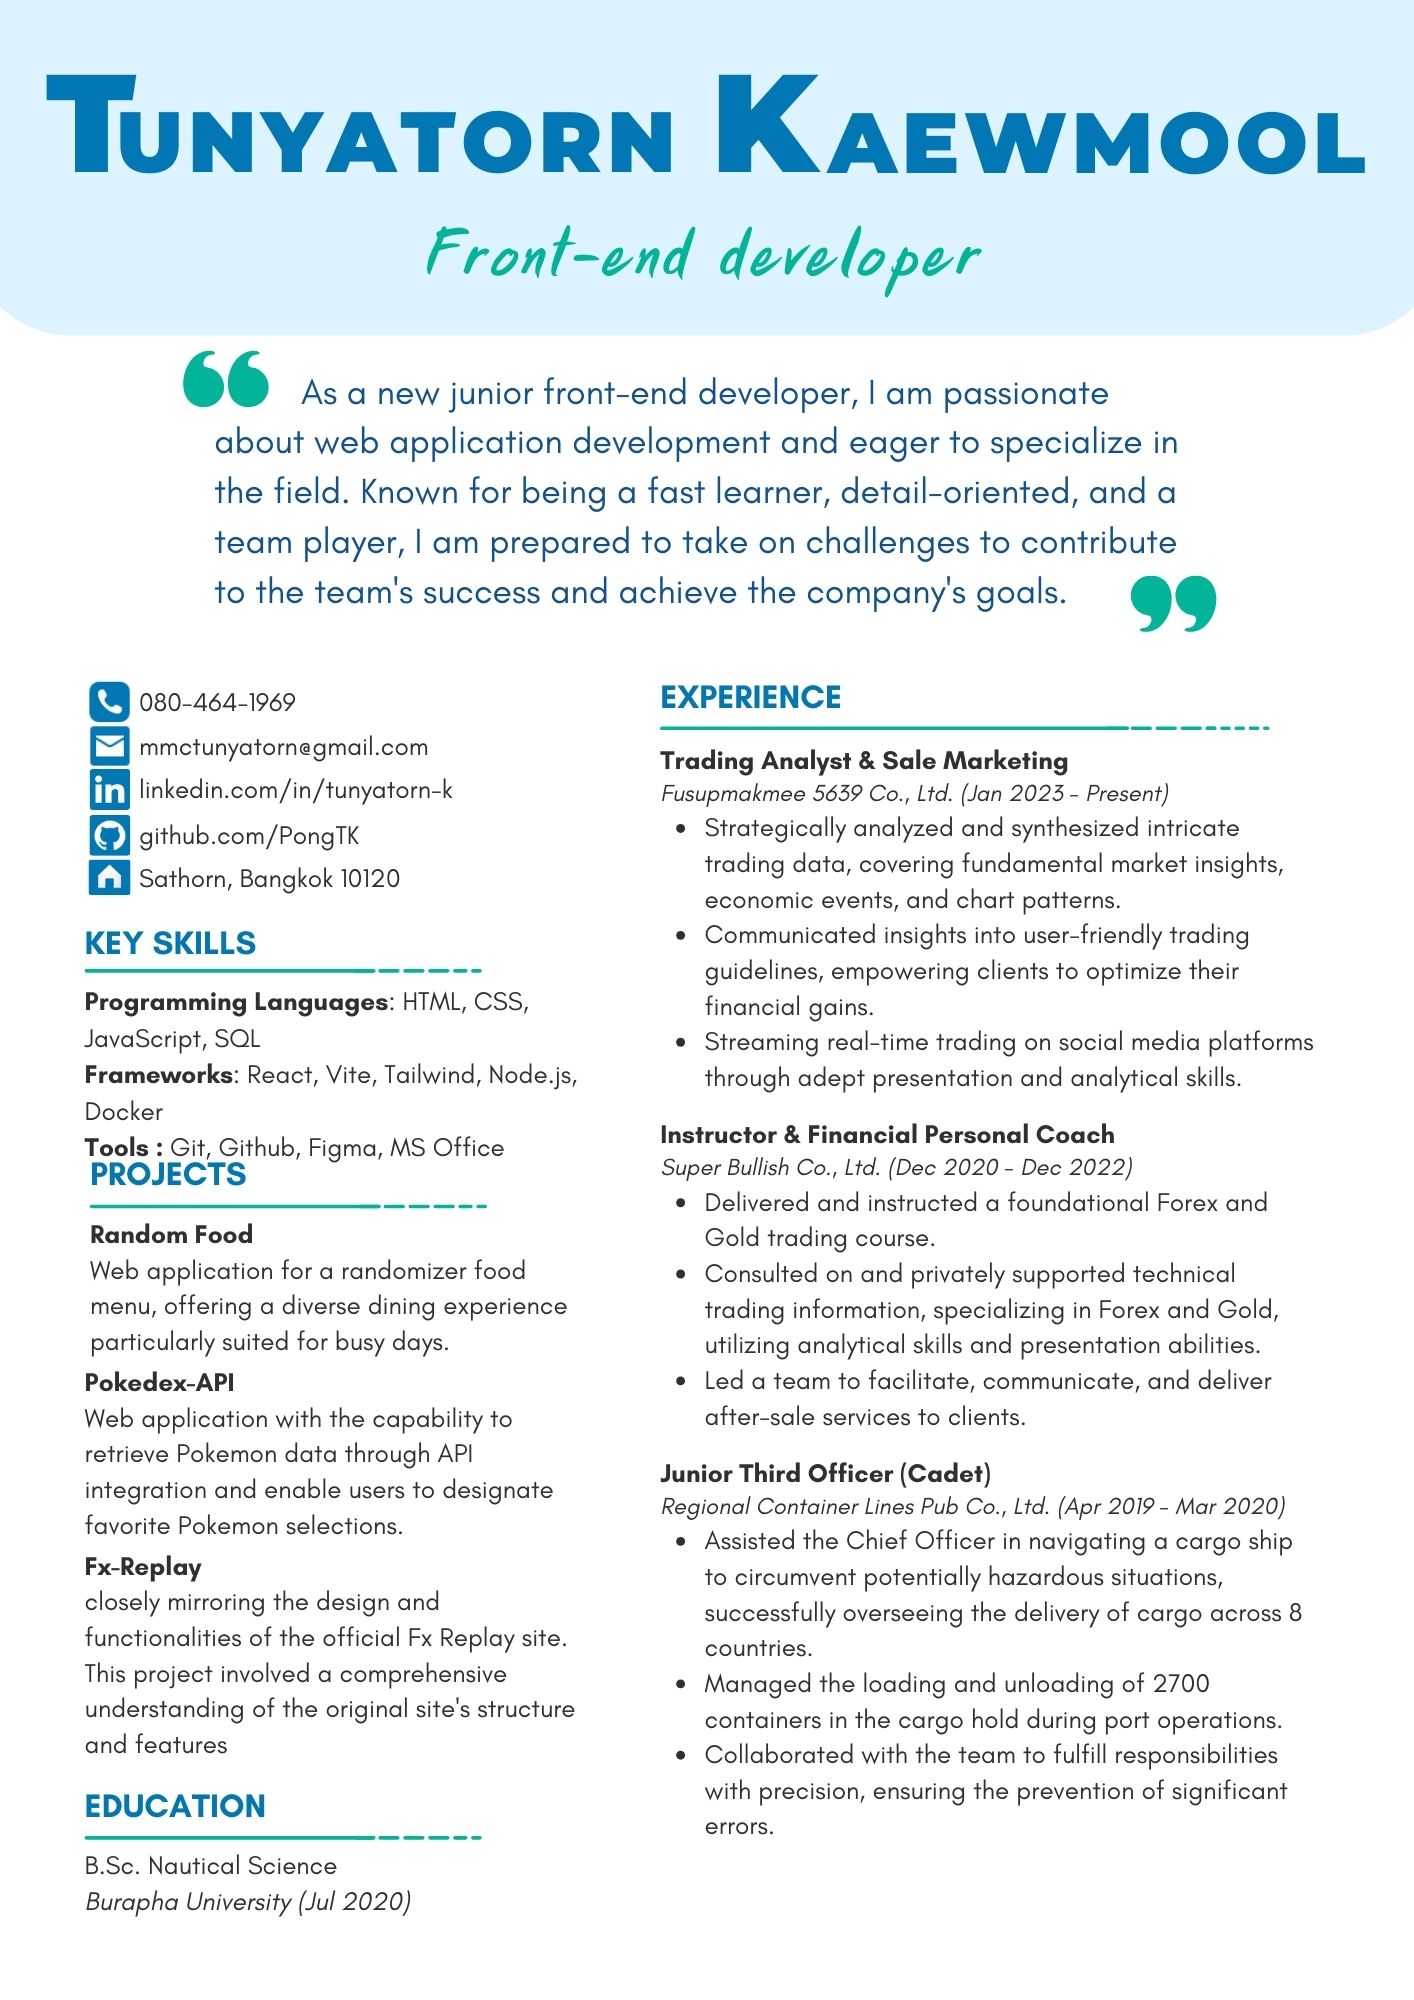 TUNYATORN KAEWMOOL
Front-end developer
As a new junior front-end developer, I am passionate
about web application development and eager to specialize in
the field. Known for being a fast learner, detail-oriented, and a
team player, I am prepared to take on challenges to contribute
to the team's success and achieve the company's goals.
080-464-1969
mmctunyatorn@gmail.com
linkedin.com/in/tunyatorn-k
github.com/PongTK
Sathorn, Bangkok 10120
KEY SKILLS
Programming Languages: HTML, CSS,
JavaScript, SQL
Frameworks: React, Vite, Tailwind, Node.js,
Docker
Tools : Git, Github, Figma, MS Office
PROJECTS
Random Food
Web application for a randomizer food
menu, offering a diverse dining experience
particularly suited for busy days.
Pokedex-API
Web application with the capability to
retrieve Pokemon data through API
integration and enable users to designate
favorite Pokemon selections.
Fx-Replay
closely mirroring the design and
functionalities of the official Fx Replay site.
This project involved a comprehensive
understanding of the original site's structure
and features
EDUCATION
B.Sc. Nautical Science
Burapha University (Jul 2020)
EXPERIENCE
Trading Analyst & Sale Marketing
Fusupmakmee 5639 Co., Ltd. (Jan 2023 - Present)
• Strategically analyzed and synthesized intricate
trading data, covering fundamental market insights,
economic events, and chart patterns.
• Communicated insights into user-friendly trading
guidelines, empowering clients to optimize their
financial gains.
• Streaming real-time trading on social media platforms
through adept presentation and analytical skills.
Instructor & Financial Personal Coach
Super Bullish Co., Ltd. (Dec 2020 - Dec 2022)
• Delivered and instructed a foundational Forex and
Gold trading course.
• Consulted on and privately supported technical
trading information, specializing in Forex and Gold,
utilizing analytical skills and presentation abilities.
• Led a team to facilitate, communicate, and deliver
after-sale services to clients.
Junior Third Officer (Cadet)
Regional Container Lines Pub Co., Ltd. (Apr 2019 - Mar 2020)
• Assisted the Chief Officer in navigating a cargo ship
to circumvent potentially hazardous situations,
successfully overseeing the delivery of cargo across 8
countries.
• Managed the loading and unloading of 2700
containers in the cargo hold during port operations.
• Collaborated with the team to fulfill responsibilities
with precision, ensuring the prevention of significant
errors.